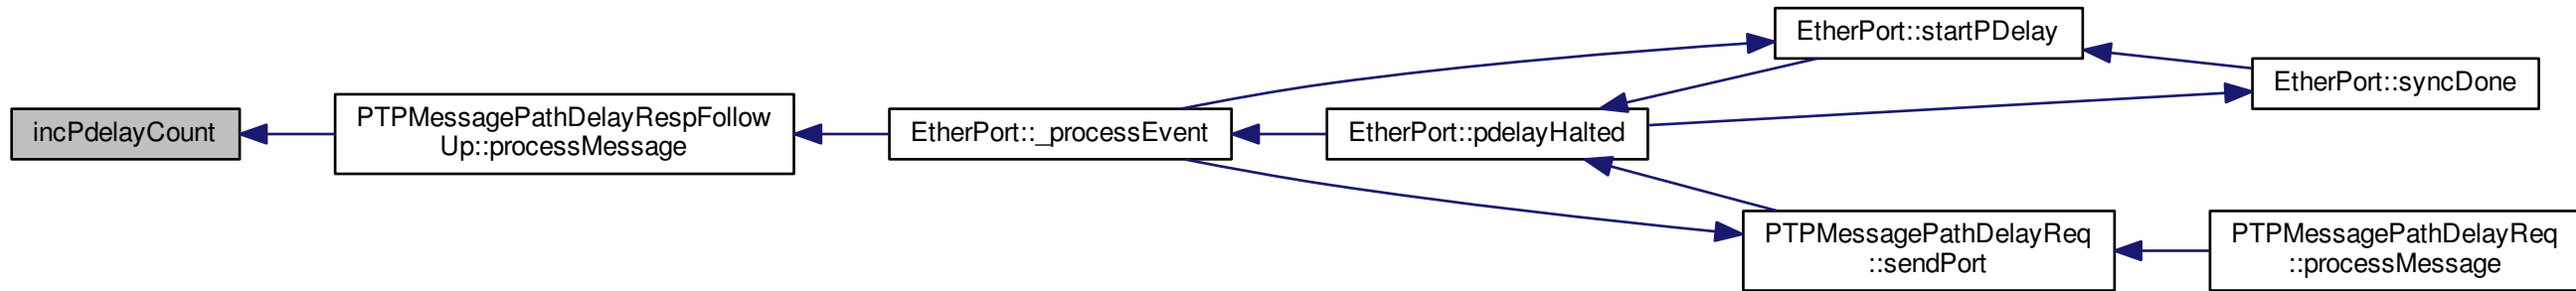 incPdelayCount
PTPMessagePathDelayRespFollow
Up::processMessage
EtherPort::_processEvent
EtherPort::pdelayHalted
EtherPort::startPDelay
EtherPort::syncDone
PTPMessagePathDelayReq
::sendPort
PTPMessagePathDelayReq
::processMessage